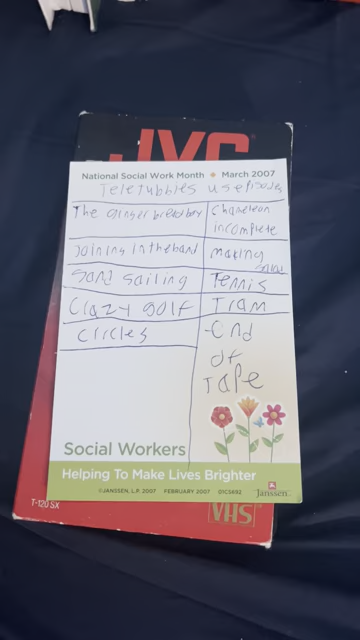 JVC
National Social Work Month ◆ March 2007
Teletubbies us episodes
The ginger bread boy
Joining in the band
Sand Sailing
Crazy golf
Circles
Chameleon
incomplete
making
Tennis
Tram
End
of
Tape
Social Workers
Helping To Make Lives Brighter
©JANSSEN, L.P. 2007 FEBRUARY 2007 01CS692
Janssen
T-120 SX
VHS